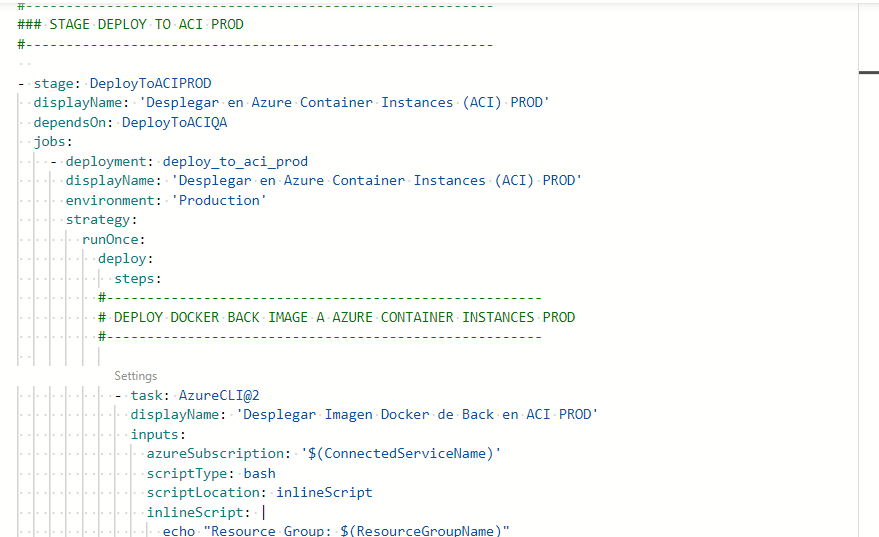 #----------------------------------------------------------
### STAGE DEPLOY TO ACI PROD
#----------------------------------------------------------
- stage: DeployToACIPROD
displayName: 'Desplegar en Azure Container Instances (ACI) PROD'
dependsOn: DeployToACIQA
jobs:
- deployment: deploy_to_aci_prod
displayName: 'Desplegar en Azure Container Instances (ACI) PROD'
environment: 'Production'
strategy:
runOnce:
deploy:
steps:
#------------------------------------------------------
# DEPLOY DOCKER BACK IMAGE A AZURE CONTAINER INSTANCES PROD
#------------------------------------------------------
Settings
- task: AzureCLI@2
displayName: 'Desplegar Imagen Docker de Back en ACI PROD'
inputs:
azureSubscription: '$(ConnectedServiceName)'
scriptType: bash
scriptLocation: inlineScript
inlineScript: |
echo "Resource Group: $(ResourceGroupName)"